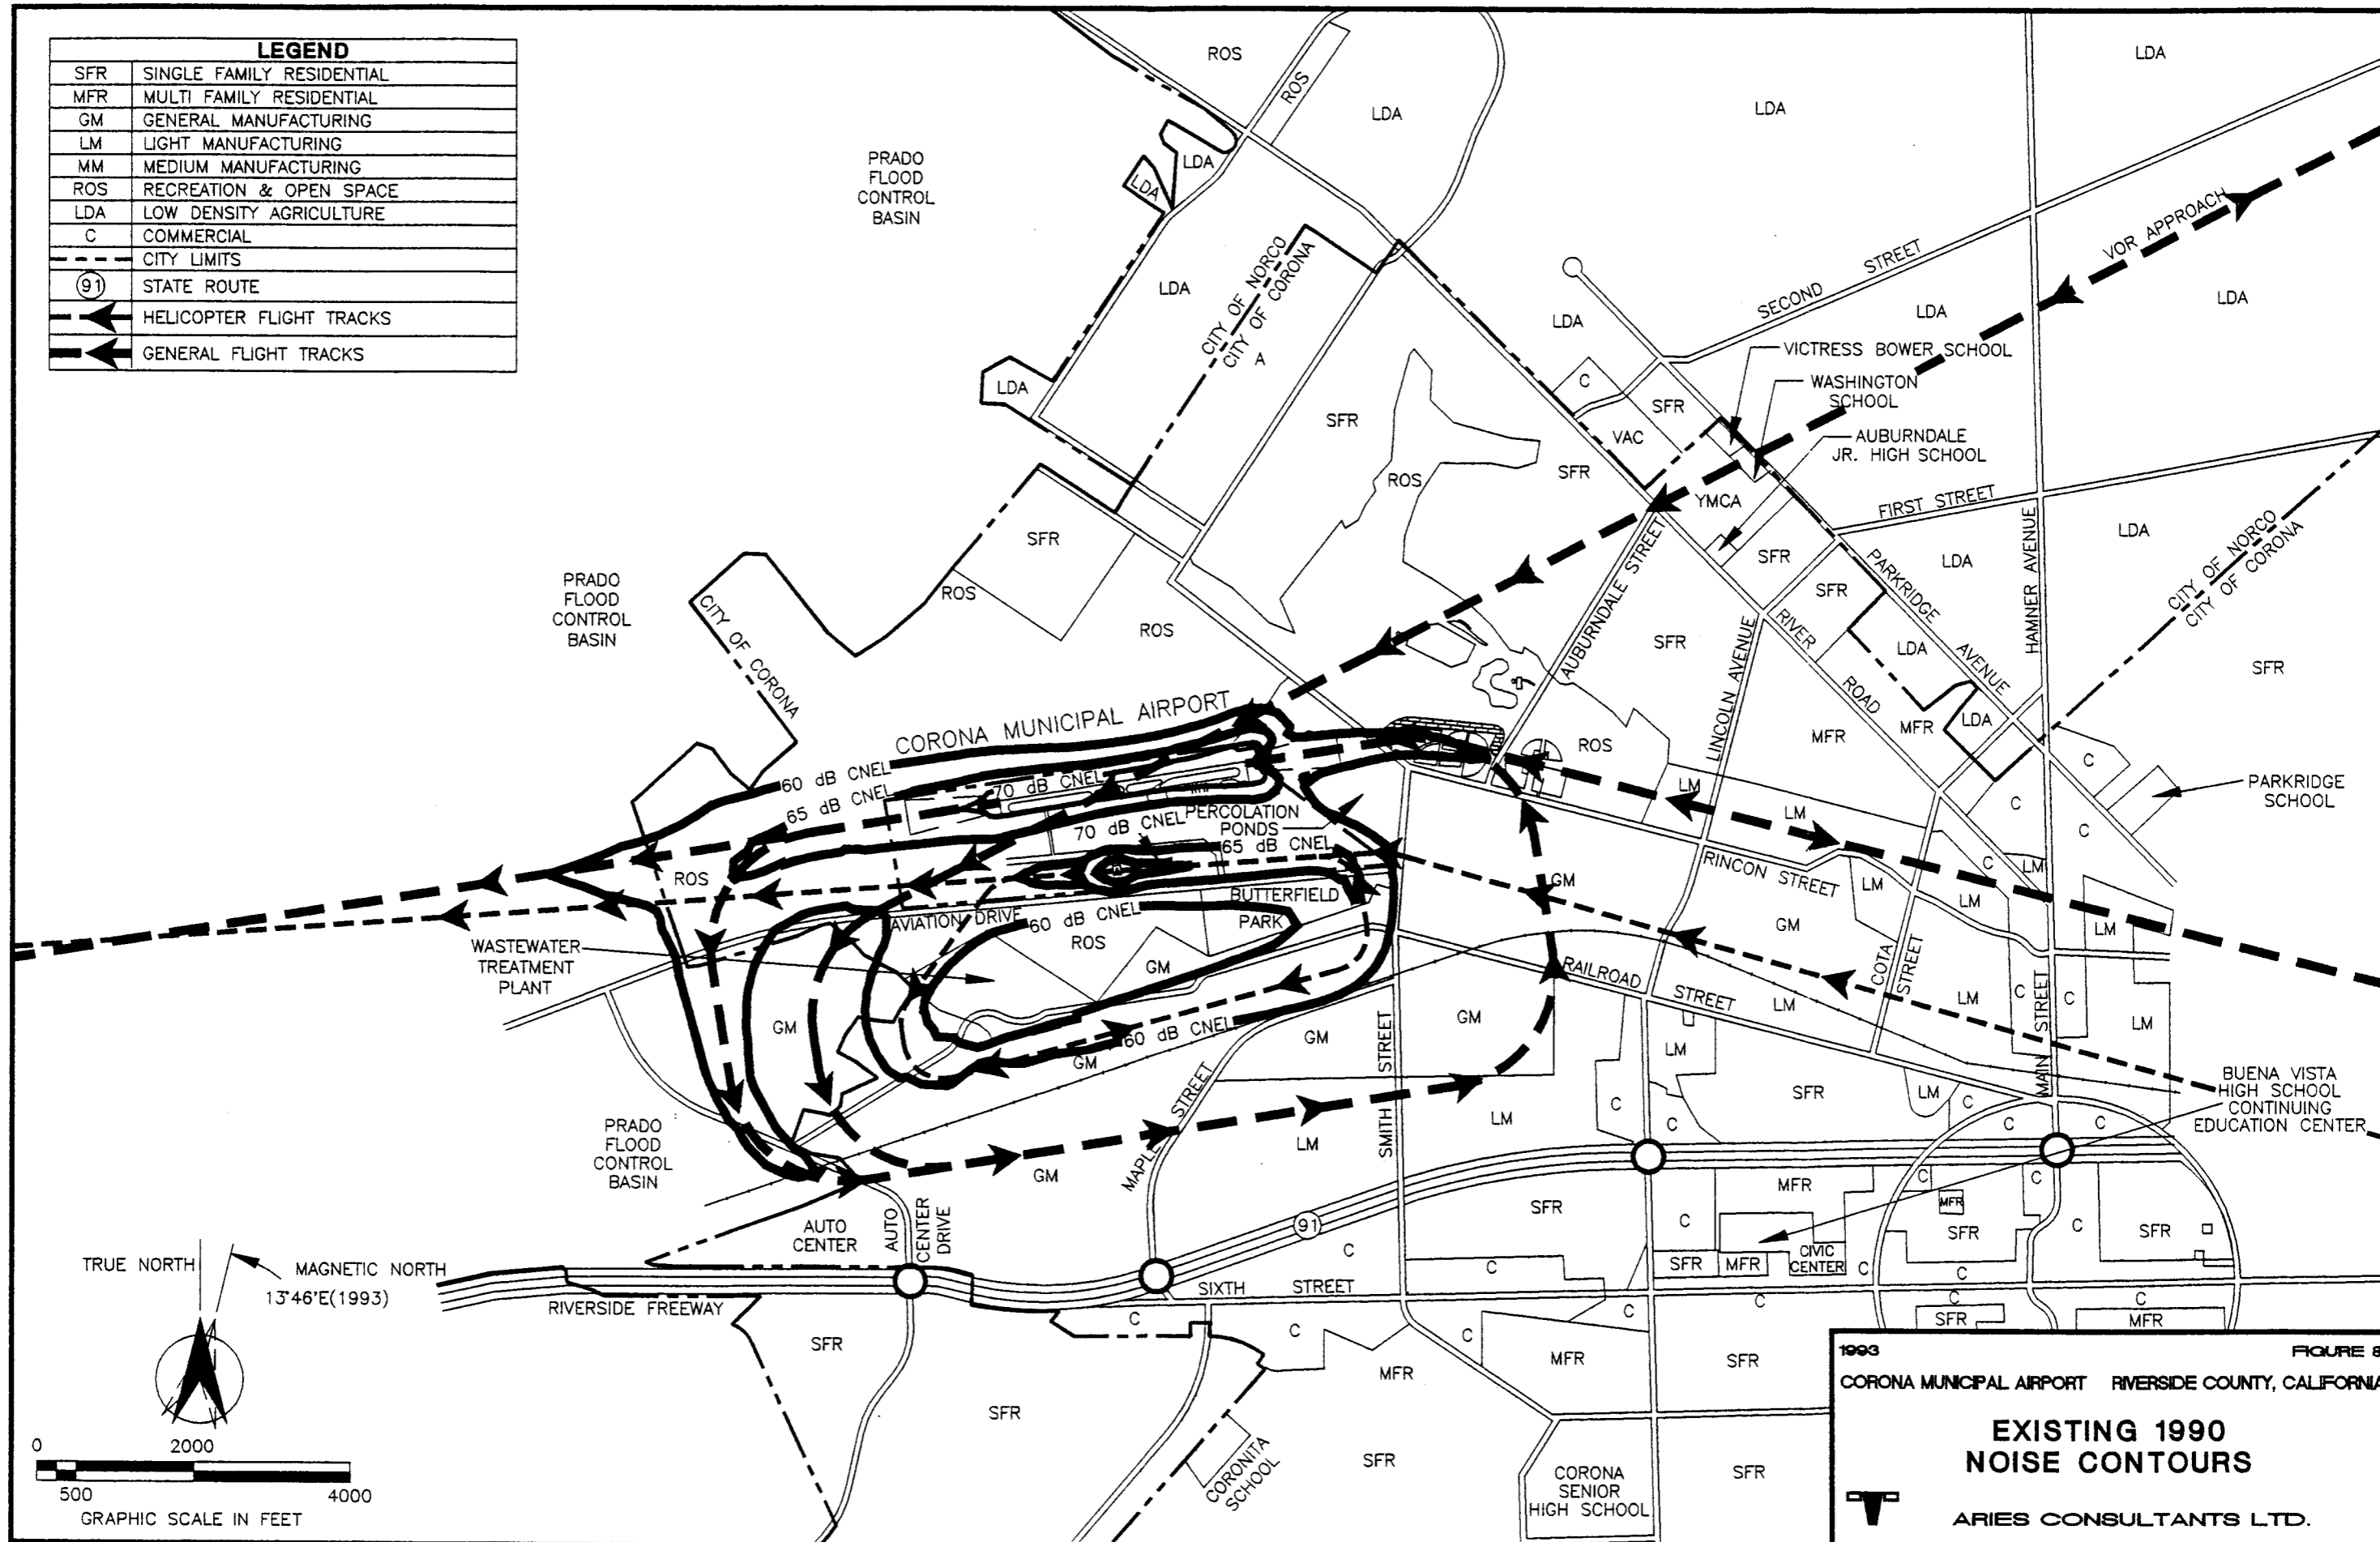 LEGEND
SFR SINGLE FAMILY RESIDENTIAL
MFR MULTI FAMILY RESIDENTIAL
GM GENERAL MANUFACTURING
LM LIGHT MANUFACTURING
MM MEDIUM MANUFACTURING
ROS RECREATION & OPEN SPACE
LDA LOW DENSITY AGRICULTURE
C COMMERCIAL
CITY LIMITS
91 STATE ROUTE
HELICOPTER FLIGHT TRACKS
GENERAL FLIGHT TRACKS
ROS
ROS
LDA
LDA
LDA
PRADO
FLOOD
CONTROL
BASIN
LDA
LDA
LDA
CITY OF NORCO
CITY OF CORONA
A
LDA
VOR APPROACH
SECOND STREET
LDA
LDA
LDA
VICTRESS BOWER SCHOOL
WASHINGTON
SCHOOL
AUBURNDALE
JR. HIGH SCHOOL
C
SFR
VAC
SFR
ROS
SFR
YMCA
FIRST STREET
HAMNER AVENUE
LDA
CITY OF NORCO
CITY OF CORONA
SFR
ROS
PRADO
FLOOD
CONTROL
BASIN
CITY OF CORONA
ROS
AUBURNDALE STREET
SFR
SFR
LDA
PARKRIDGE AVENUE
RIVER ROAD
LDA
SFR
LINCOLN AVENUE
SFR
LDA
MFR
MFR
C
PARKRIDGE
SCHOOL
C
C
CORONA MUNICIPAL AIRPORT
60 dB CNEL
65 dB CNEL
70 dB CNEL
70 dB CNEL
PERCOLATION
PONDS
65 dB CNEL
ROS
LM
LM
RINCON STREET
GM
LM
C
LM
LM
LM
GM
ROS
AVIATION DRIVE
60 dB CNEL
BUTTERFIELD
PARK
ROS
GM
WASTEWATER
TREATMENT
PLANT
GM
60 dB CNEL
GM
GM
GM
RAILROAD STREET
COTA STREET
MAIN STREET
LM
LM
C
C
LM
LM
SFR
LM
C
C
C
C
C
BUENA VISTA
HIGH SCHOOL
CONTINUING
EDUCATION CENTER
PRADO
FLOOD
CONTROL
BASIN
GM
MAPLE STREET
SMITH STREET
LM
LM
AUTO
CENTER
AUTO CENTER DRIVE
91
SFR
C
MFR
C
MFR
C
SFR
C
SFR
SFR
MFR
CIVIC
CENTER
C
C
C
C
SIXTH STREET
TRUE NORTH
MAGNETIC NORTH
13°46'E(1993)
RIVERSIDE FREEWAY
C
C
C
C
C
C
C
SFR
MFR
SFR
SFR
MFR
MFR
SFR
SFR
SFR
CORONITA
SCHOOL
CORONA
SENIOR
HIGH SCHOOL
0 2000
500 4000
GRAPHIC SCALE IN FEET
1993 FIGURE 8
CORONA MUNICIPAL AIRPORT RIVERSIDE COUNTY, CALIFORNIA
EXISTING 1990
NOISE CONTOURS
ARIES CONSULTANTS LTD.